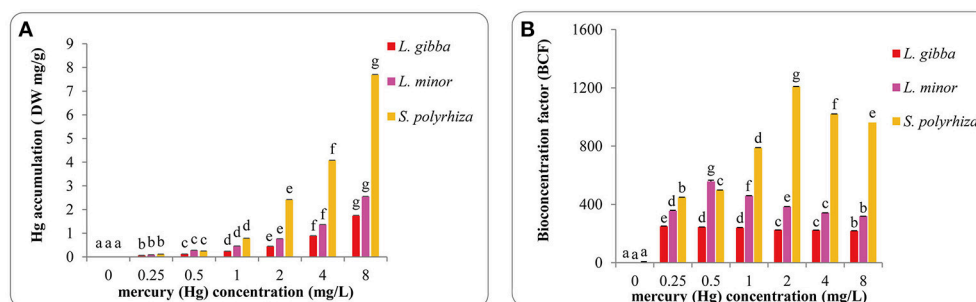 A
Hg accumulation ( DW mg/g)
9
8
7
6
5
4
3
2
1
0
L. gibba
L. minor
S. polyrhiza
a a a
b b b
c c c
d d d
e e e
f f f
g g g
0 0.25 0.5 1 2 4 8
mercury (Hg) concentration (mg/L)
B
Bioconcentration factor (BCF)
1600
1200
800
400
0
L. gibba
L. minor
S. polyrhiza
a a a
e d b
d g c
d f d
c e g
c c f
b b e
0 0.25 0.5 1 2 4 8
mercury (Hg) concentration (mg/L)